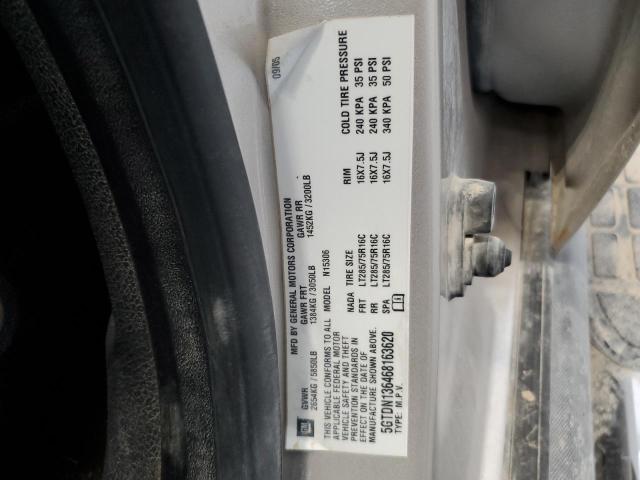 09/05
MFD BY GENERAL MOTORS CORPORATION
GM GVWR GAWR FRT GAWR RR
2654KG / 5850LB 1384KG / 3050LB 1452KG / 3200LB
THIS VEHICLE CONFORMS TO ALL
APPLICABLE FEDERAL MOTOR
VEHICLE SAFETY AND THEFT
PREVENTION STANDARDS IN
EFFECT ON THE DATE OF
MANUFACTURE SHOWN ABOVE.
5GTDN136468163620
TYPE: M.P.V.
MODEL N15306
NADA TIRE SIZE RIM COLD TIRE PRESSURE
FRT LT285/75R16C 16X7.5J 240 KPA 35 PSI
RR LT285/75R16C 16X7.5J 240 KPA 35 PSI
SPA LT285/75R16C 16X7.5J 340 KPA 50 PSI